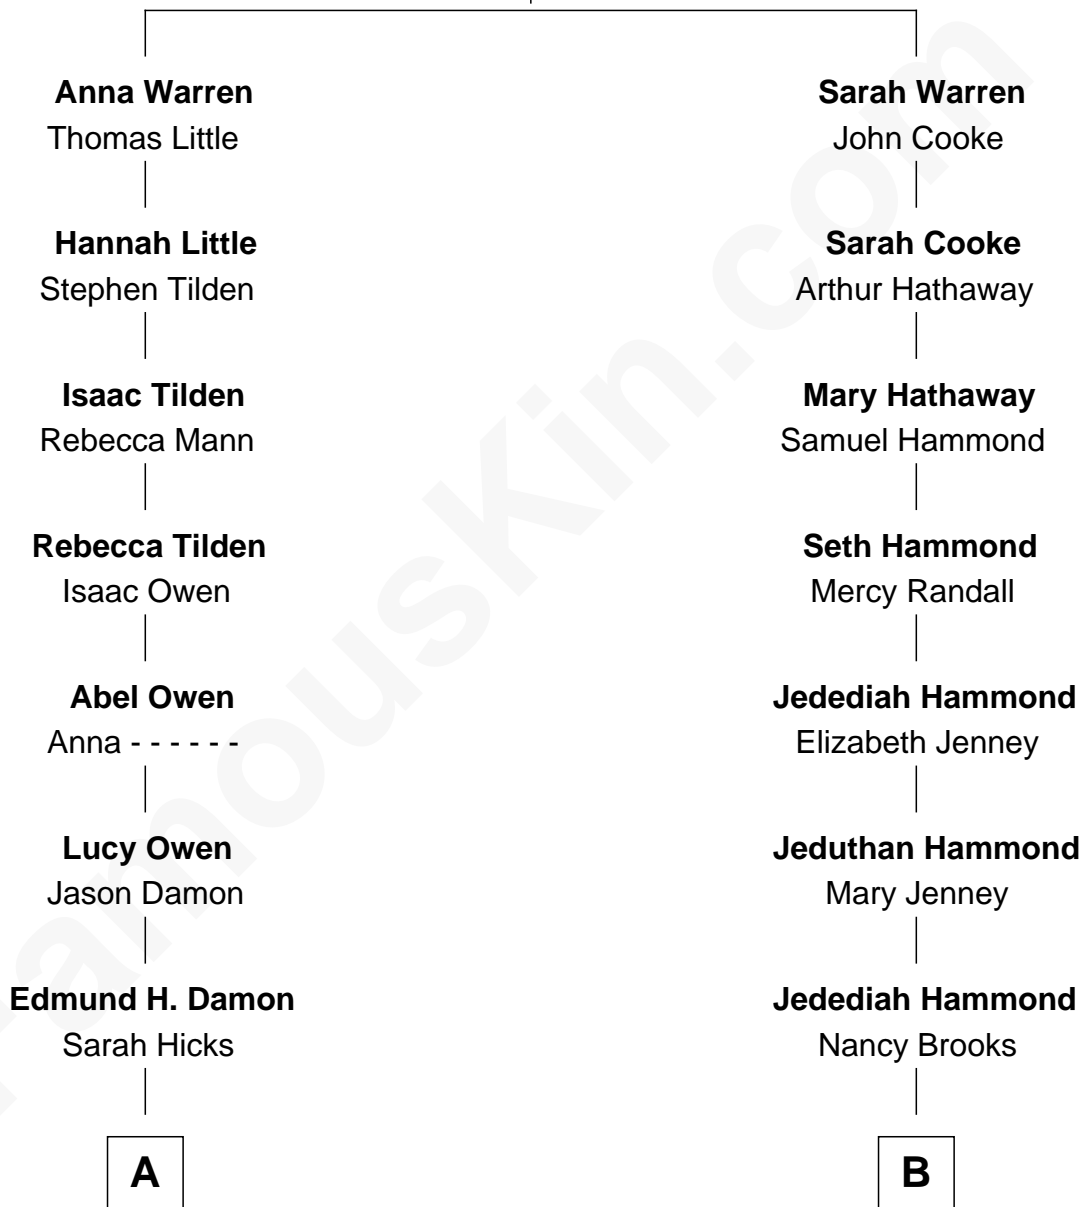 Anna Warren
Thomas Little
Hannah Little
Stephen Tilden
Isaac Tilden
Rebecca Mann
Rebecca Tilden
Isaac Owen
Abel Owen
Anna - - - - - -
Lucy Owen
Jason Damon
Edmund H. Damon
Sarah Hicks
A
Sarah Warren
John Cooke
Sarah Cooke
Arthur Hathaway
Mary Hathaway
Samuel Hammond
Seth Hammond
Mercy Randall
Jedediah Hammond
Elizabeth Jenney
Jeduthan Hammond
Mary Jenney
Jedediah Hammond
Nancy Brooks
B
FamousKin.com